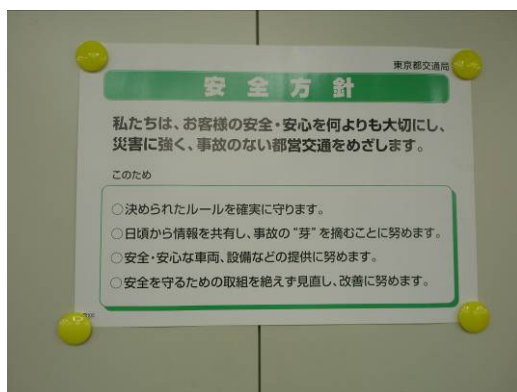 東京都交通局
安全方針
私たちは、お客様の安全・安心を何よりも大切にし、
災害に強く、事故のない都営交通をめざします。
このため
○決められたルールを確実に守ります。
○日頃から情報を共有し、事故の“芽”を摘むことに努めます。
○安全・安心な車両、設備などの提供に努めます。
○安全を守るための取組を絶えず見直し、改善に努めます。